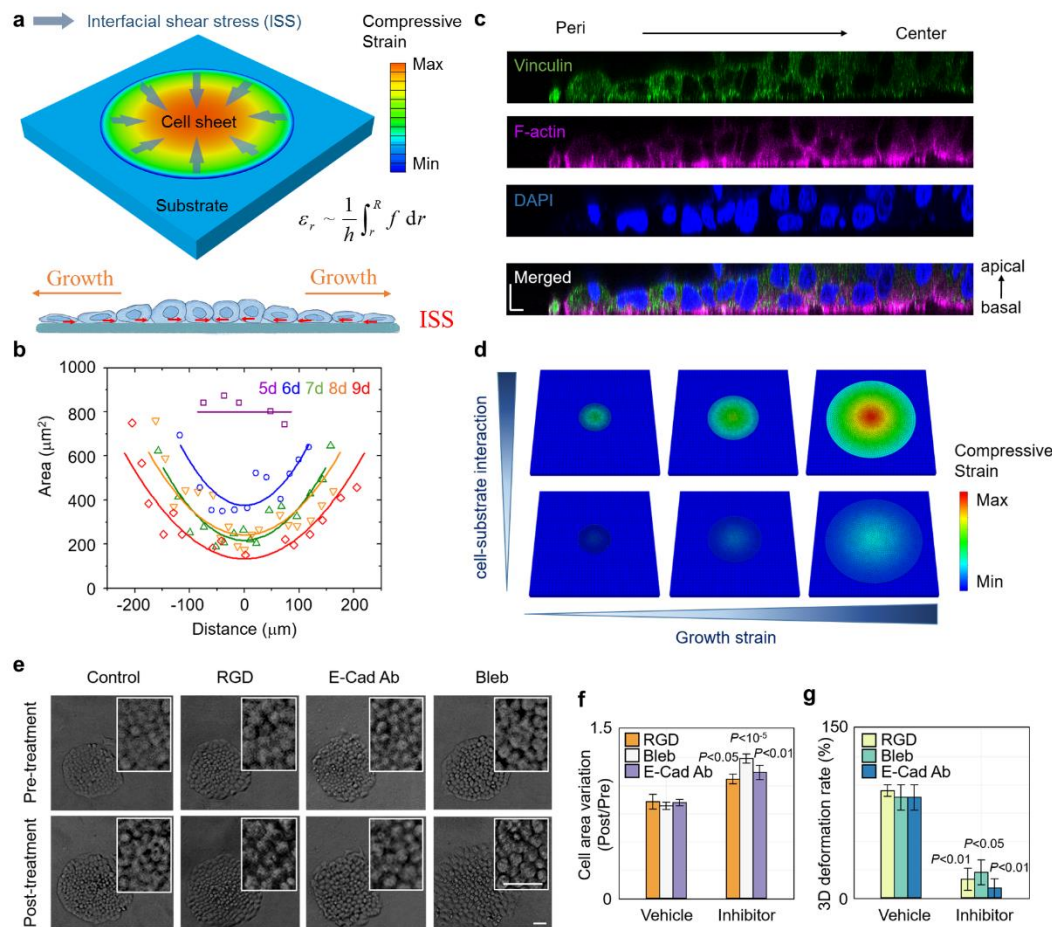 a
Interfacial shear stress (ISS)
Compressive
Strain
Max
Min
Cell sheet
Substrate
εr ~ 1/h ∫_r^R f dr
Growth
Growth
ISS
b
Area (μm²)
1000
800
600
400
200
0
5d 6d 7d 8d 9d
-200
-100
0
100
200
Distance (μm)
c
Peri
Center
Vinculin
F-actin
DAPI
Merged
apical
basal
d
cell-substrate interaction
Growth strain
Compressive
Strain
Max
Min
e
Control
RGD
E-Cad Ab
Bleb
Pre-treatment
Post-treatment
f
Cell area variation
(Post/Pre)
1.5
0
RGD
Bleb
E-Cad Ab
P<10⁻⁵
P<0.05
P<0.01
Vehicle
Inhibitor
g
3D deformation rate (%)
150
0
RGD
Bleb
E-Cad Ab
P<0.05
P<0.01
P<0.01
Vehicle
Inhibitor